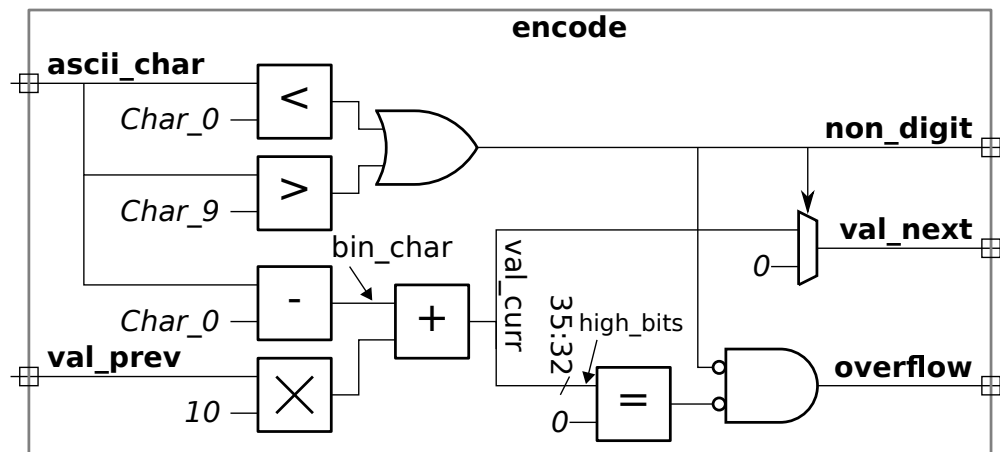 encode
ascii_char
<
Char_0
non_digit
>
Char_9
val_next
bin_char
0
-
Char_0
+
val_curr
35:32
high_bits
val_prev
overflow
10
=
0